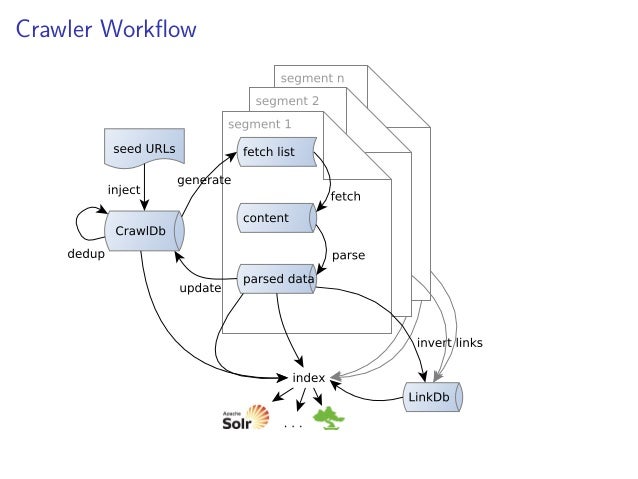 Crawler Workflow
segment n
segment 2
segment 1
seed URLs
fetch list
generate
inject
fetch
content
CrawlDb
parse
dedup
update
parsed data
invert links
index
LinkDb
Apache
Solr
. . .